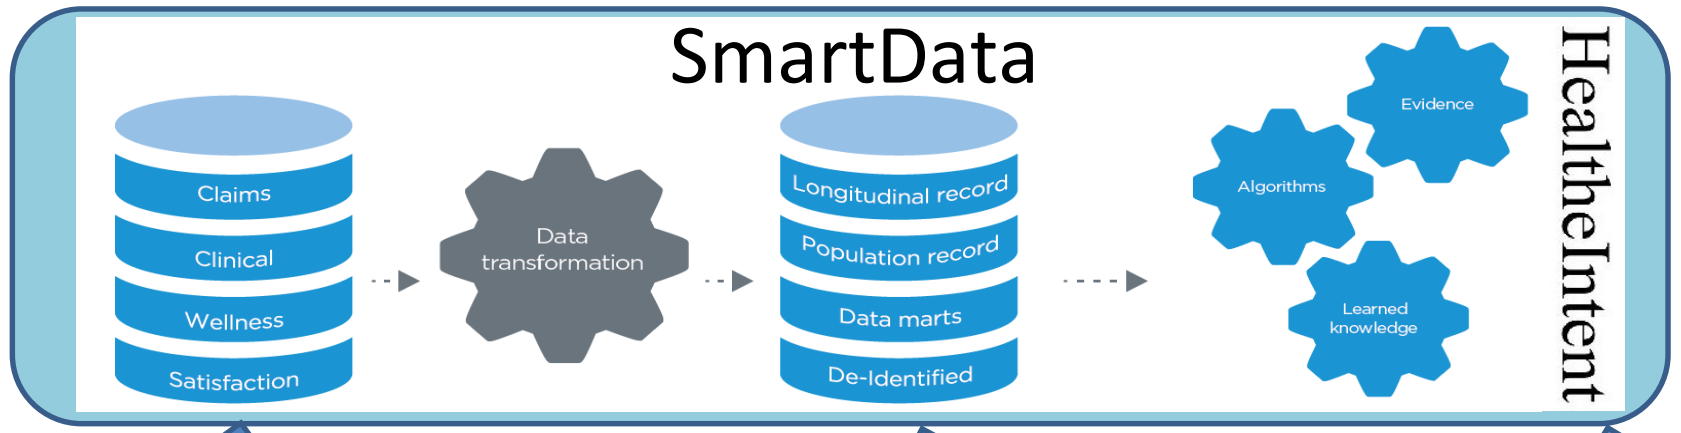 SmartData
Claims
Clinical
Wellness
Satisfaction
Data
transformation
Longitudinal record
Population record
Data marts
De-Identified
Evidence
Algorithms
Learned
knowledge
HealtheIntent